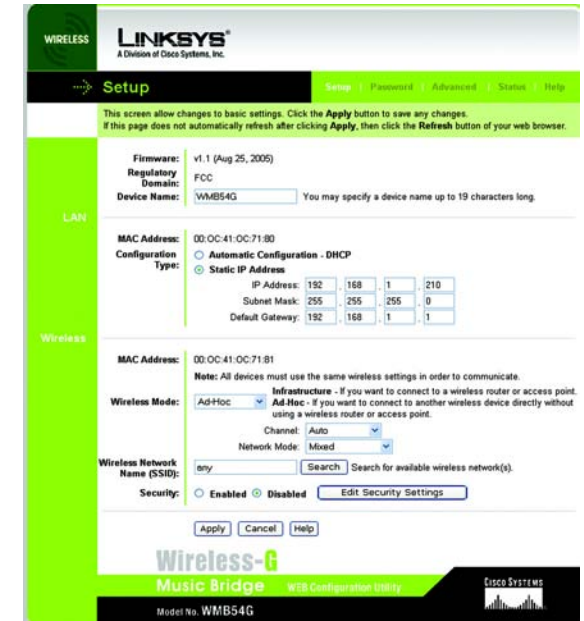 WIRELESS
LINKSYS®
A Division of Cisco Systems, Inc.
Setup
Setup | Password | Advanced | Status | Help
This screen allow changes to basic settings. Click the Apply button to save any changes.
If this page does not automatically refresh after clicking Apply, then click the Refresh button of your web browser.
Firmware: v1.1 (Aug 25, 2005)
Regulatory Domain: FCC
Device Name: WMB54G You may specify a device name up to 19 characters long.
LAN
MAC Address: 00:0C:41:0C:71:80
Configuration Type: Automatic Configuration - DHCP
Static IP Address
IP Address: 192 . 168 . 1 . 210
Subnet Mask: 255 . 255 . 255 . 0
Default Gateway: 192 . 168 . 1 . 1
Wireless
MAC Address: 00:0C:41:0C:71:81
Note: All devices must use the same wireless settings in order to communicate.
Wireless Mode: Ad-Hoc
Infrastructure - If you want to connect to a wireless router or access point.
Ad-Hoc - If you want to connect to another wireless device directly without
using a wireless router or access point.
Channel: Auto
Network Mode: Mixed
Wireless Network Name (SSID): any Search Search for available wireless network(s).
Security: Enabled Disabled Edit Security Settings
Apply Cancel Help
Wireless-G
Music Bridge WEB Configuration Utility
CISCO SYSTEMS
Model No. WMB54G